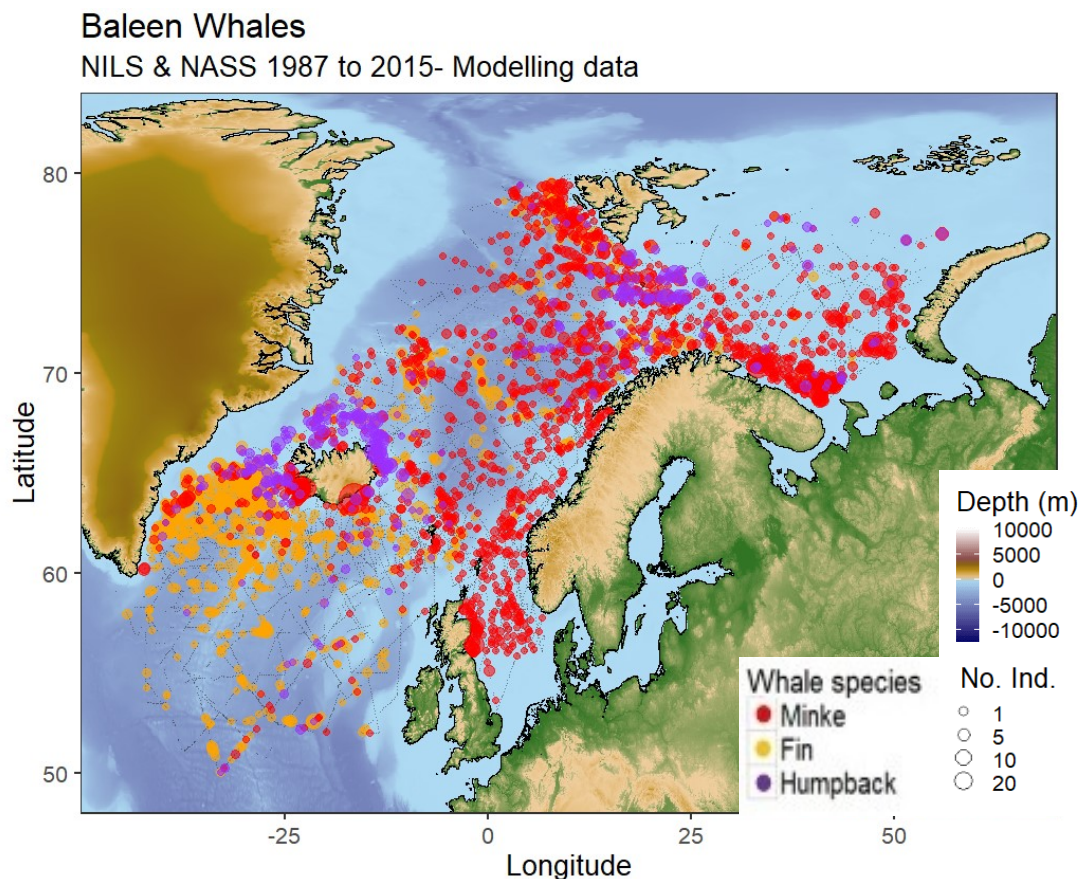 Baleen Whales
NILS & NASS 1987 to 2015- Modelling data
80
70
60
50
Latitude
-25
0
25
50
Longitude
Depth (m)
10000
5000
0
-5000
-10000
Whale species
Minke
Fin
Humpback
No. Ind.
1
5
10
20